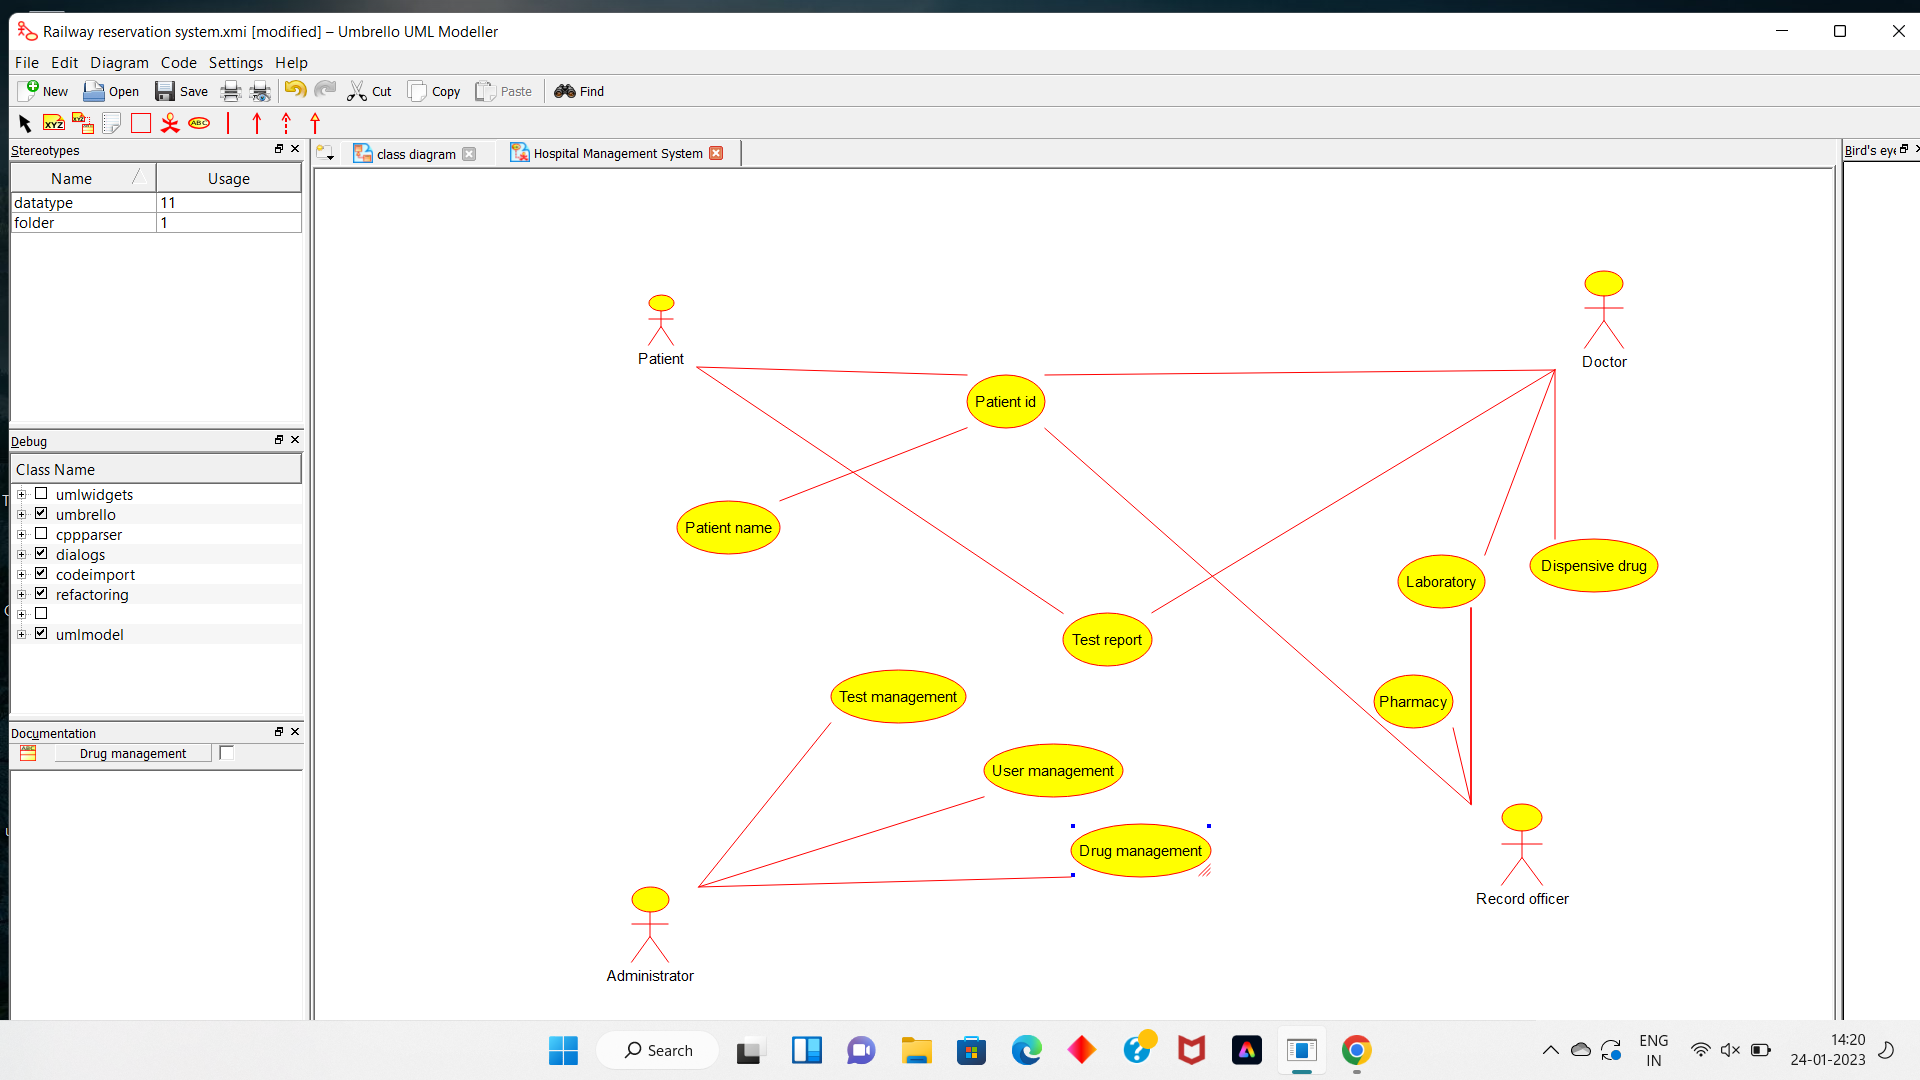 Railway reservation system.xmi [modified] – Umbrello UML Modeller
File Edit Diagram Code Settings Help
New Open Save Cut Copy Paste Find
XYZ XYZ ABC
Stereotypes
Name Usage
datatype 11
folder 1
Debug
Class Name
umlwidgets
umbrello
cppparser
dialogs
codeimport
refactoring
umlmodel
Documentation
Drug management
class diagram
Hospital Management System
Bird's eye
Patient
Doctor
Patient id
Patient name
Dispensive drug
Laboratory
Test report
Test management
Pharmacy
User management
Drug management
Record officer
Administrator
Search
ENG
IN
14:20
24-01-2023